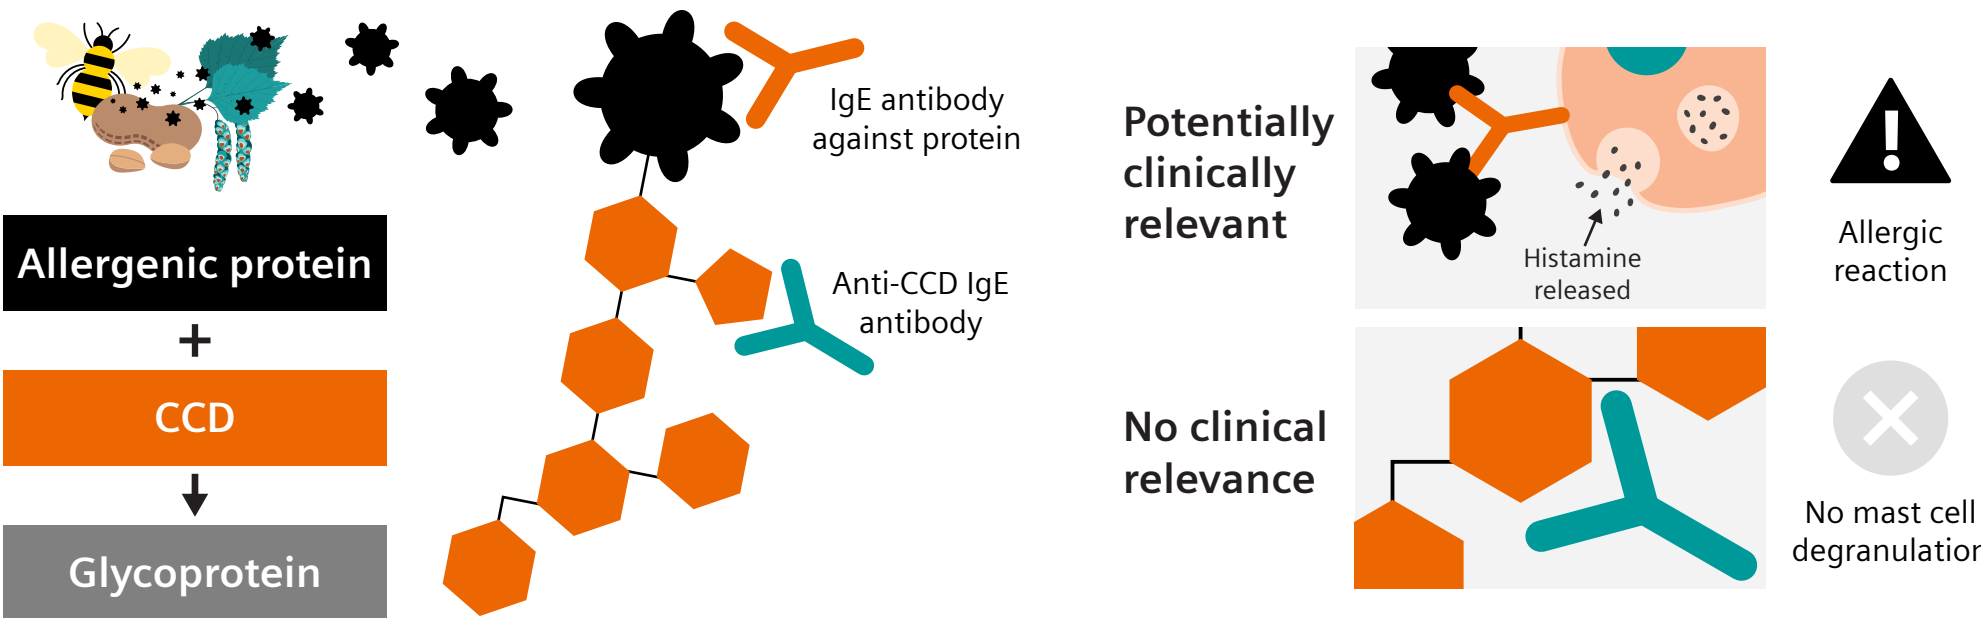 Allergenic protein
+
CCD
Glycoprotein
IgE antibody
against protein
Anti-CCD IgE
antibody
Potentially
clinically
relevant
Histamine
released
!
Allergic
reaction
No clinical
relevance
No mast cell
degranulation